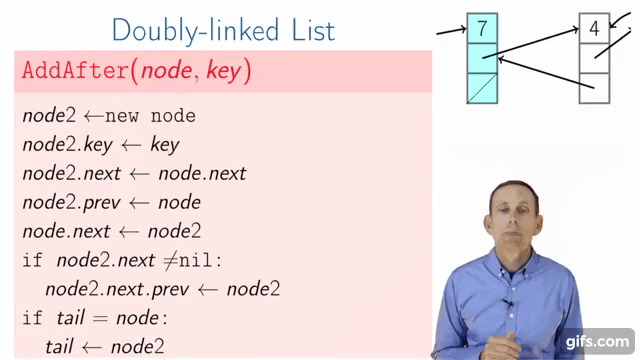 Doubly-linked List
7
4
AddAfter(node, key)
node2 ←new node
node2.key ← key
node2.next ← node.next
node2.prev ← node
node.next ← node2
if node2.next ≠nil:
node2.next.prev ← node2
if tail = node:
tail ← node2
gifs.com